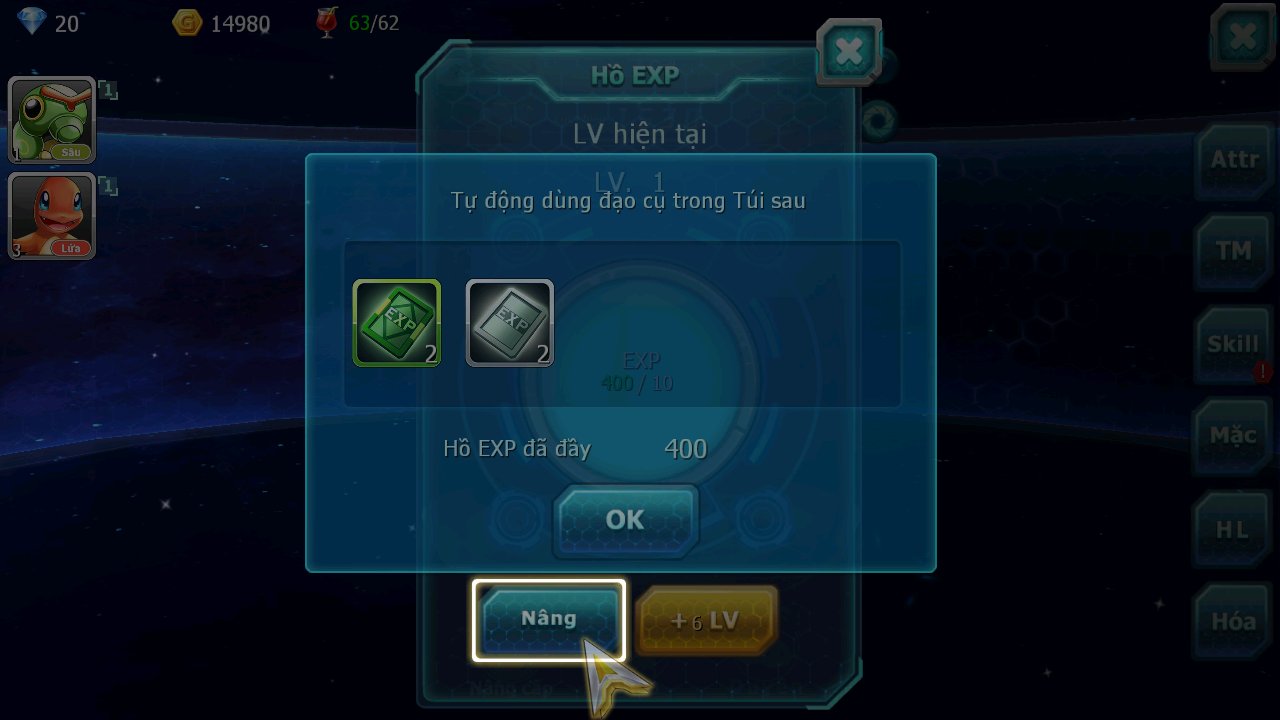 20
14980
63/62
Hồ EXP
LV hiện tại
LV. 1
Tự động dùng đạo cụ trong Túi sau
1
Sâu
1
1
Lửa
3
EXP
2
EXP
2
EXP
400 / 10
Hồ EXP đã đầy 400
OK
Nâng
+ 6 LV
Nâng cấp
Attr
TM
Skill
!
Mặc
HL
Hóa